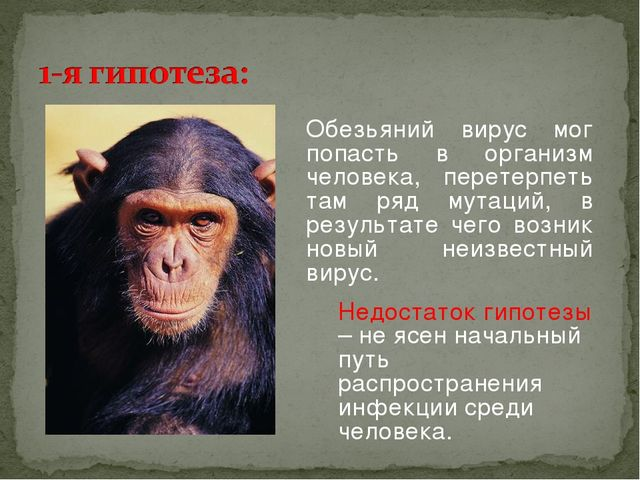 1-я гипотеза:
Обезьяний вирус мог
попасть в организм
человека, перетерпеть
там ряд мутаций, в
результате чего возник
новый неизвестный
вирус.
Недостаток гипотезы
– не ясен начальный
путь
распространения
инфекции среди
человека.